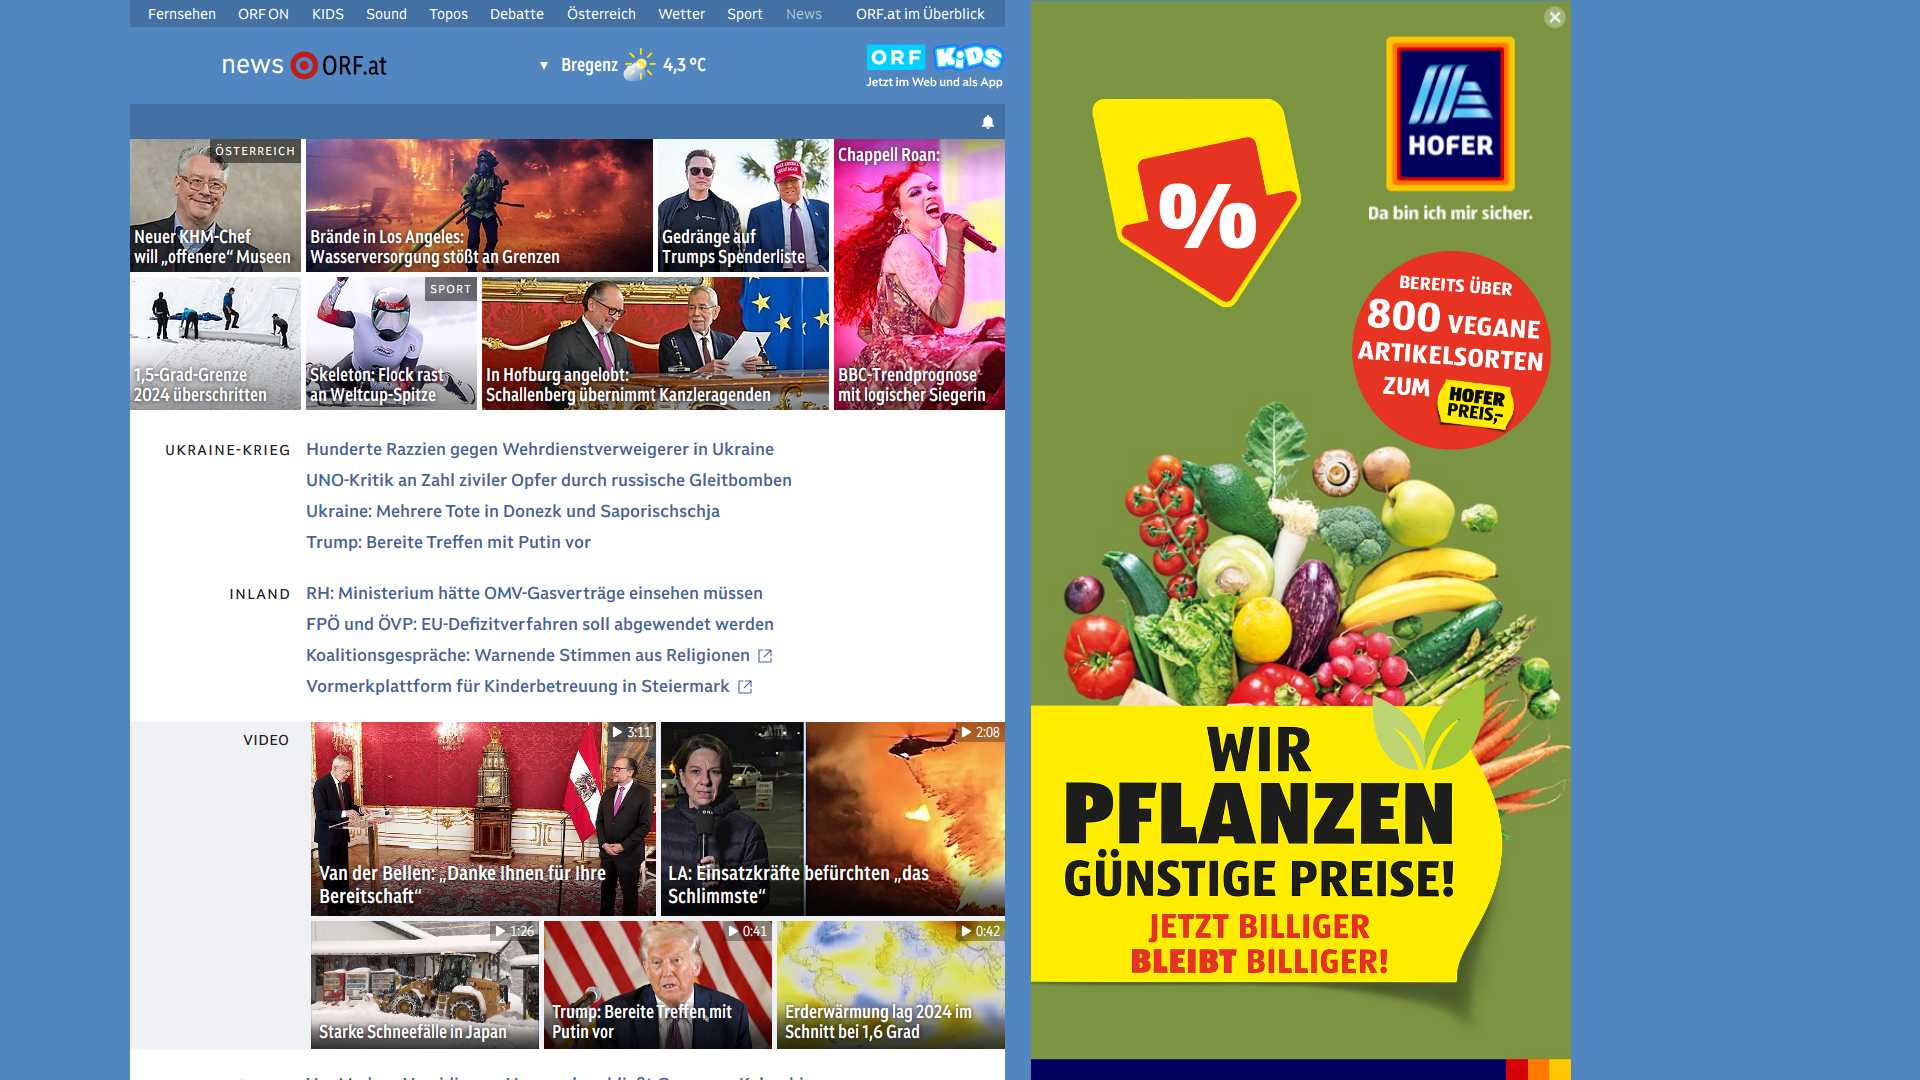 Fernsehen ORF ON KIDS Sound Topos Debatte Österreich Wetter Sport News ORF.at im Überblick
news ORF.at
▼ Bregenz 4,3 °C
ORF KiDS
Jetzt im Web und als App
ÖSTERREICH
Neuer KHM-Chef
will „offenere“ Museen
Brände in Los Angeles:
Wasserversorgung stößt an Grenzen
Gedränge auf
Trumps Spenderliste
Chappell Roan:
BBC-Trendprognose
mit logischer Siegerin
1,5-Grad-Grenze
2024 überschritten
SPORT
Skeleton: Flock rast
an Weltcup-Spitze
In Hofburg angelobt:
Schallenberg übernimmt Kanzleragenden
UKRAINE-KRIEG
Hunderte Razzien gegen Wehrdienstverweigerer in Ukraine
UNO-Kritik an Zahl ziviler Opfer durch russische Gleitbomben
Ukraine: Mehrere Tote in Donezk und Saporischschja
Trump: Bereite Treffen mit Putin vor
INLAND
RH: Ministerium hätte OMV-Gasverträge einsehen müssen
FPÖ und ÖVP: EU-Defizitverfahren soll abgewendet werden
Koalitionsgespräche: Warnende Stimmen aus Religionen
Vormerkplattform für Kinderbetreuung in Steiermark
VIDEO
3:11
Van der Bellen: „Danke Ihnen für Ihre
Bereitschaft“
2:08
LA: Einsatzkräfte befürchten „das
Schlimmste“
1:26
Starke Schneefälle in Japan
0:41
Trump: Bereite Treffen mit
Putin vor
0:42
Erderwärmung lag 2024 im
Schnitt bei 1,6 Grad
%
HOFER
Da bin ich mir sicher.
BEREITS ÜBER
800 VEGANE
ARTIKELSORTEN
ZUM HOFER
PREIS,-
WIR
PFLANZEN
GÜNSTIGE PREISE!
JETZT BILLIGER
BLEIBT BILLIGER!